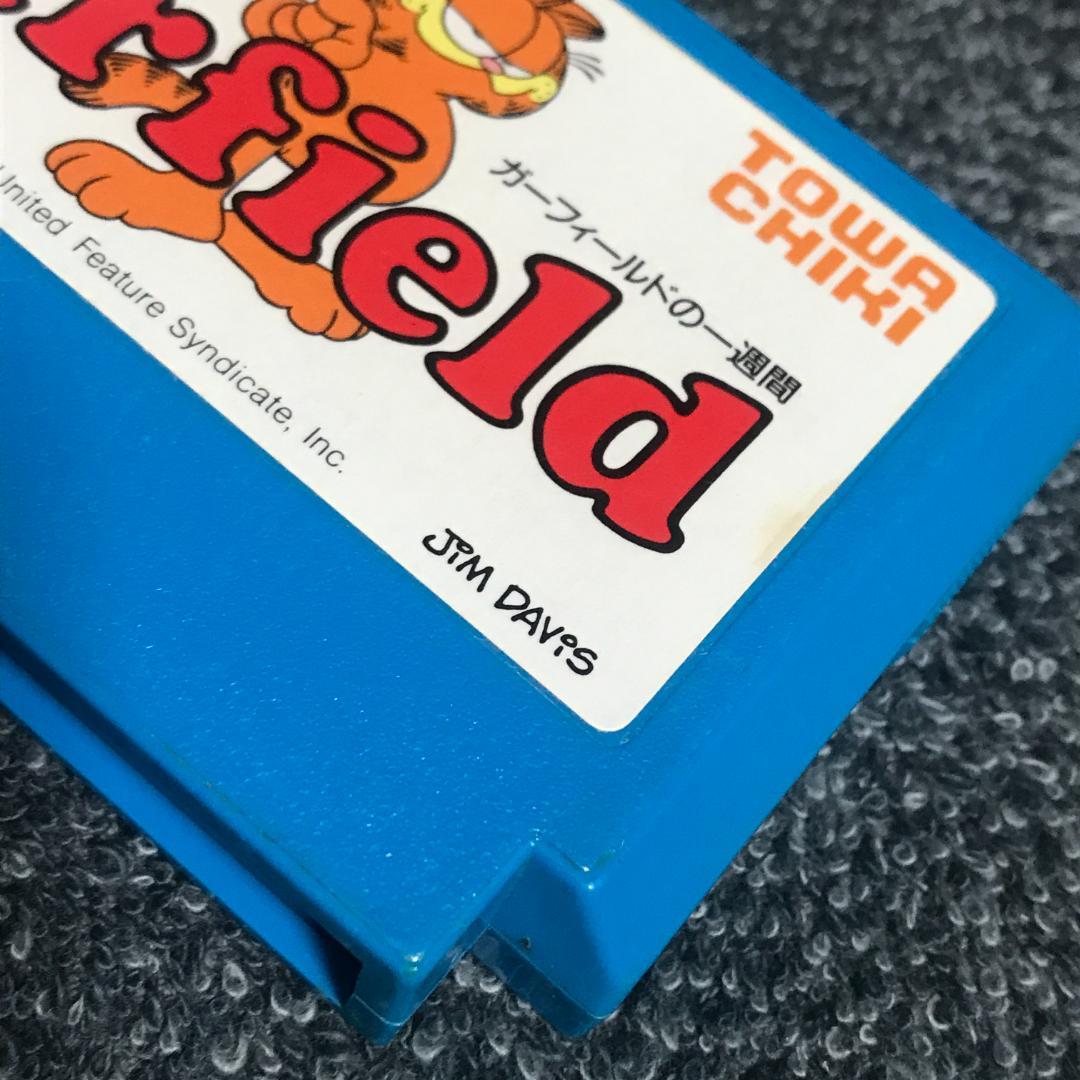 TOWA
CHIKI
ガーフィールドの一週間
rfield
United Feature Syndicate, Inc.
JIM DAVIS